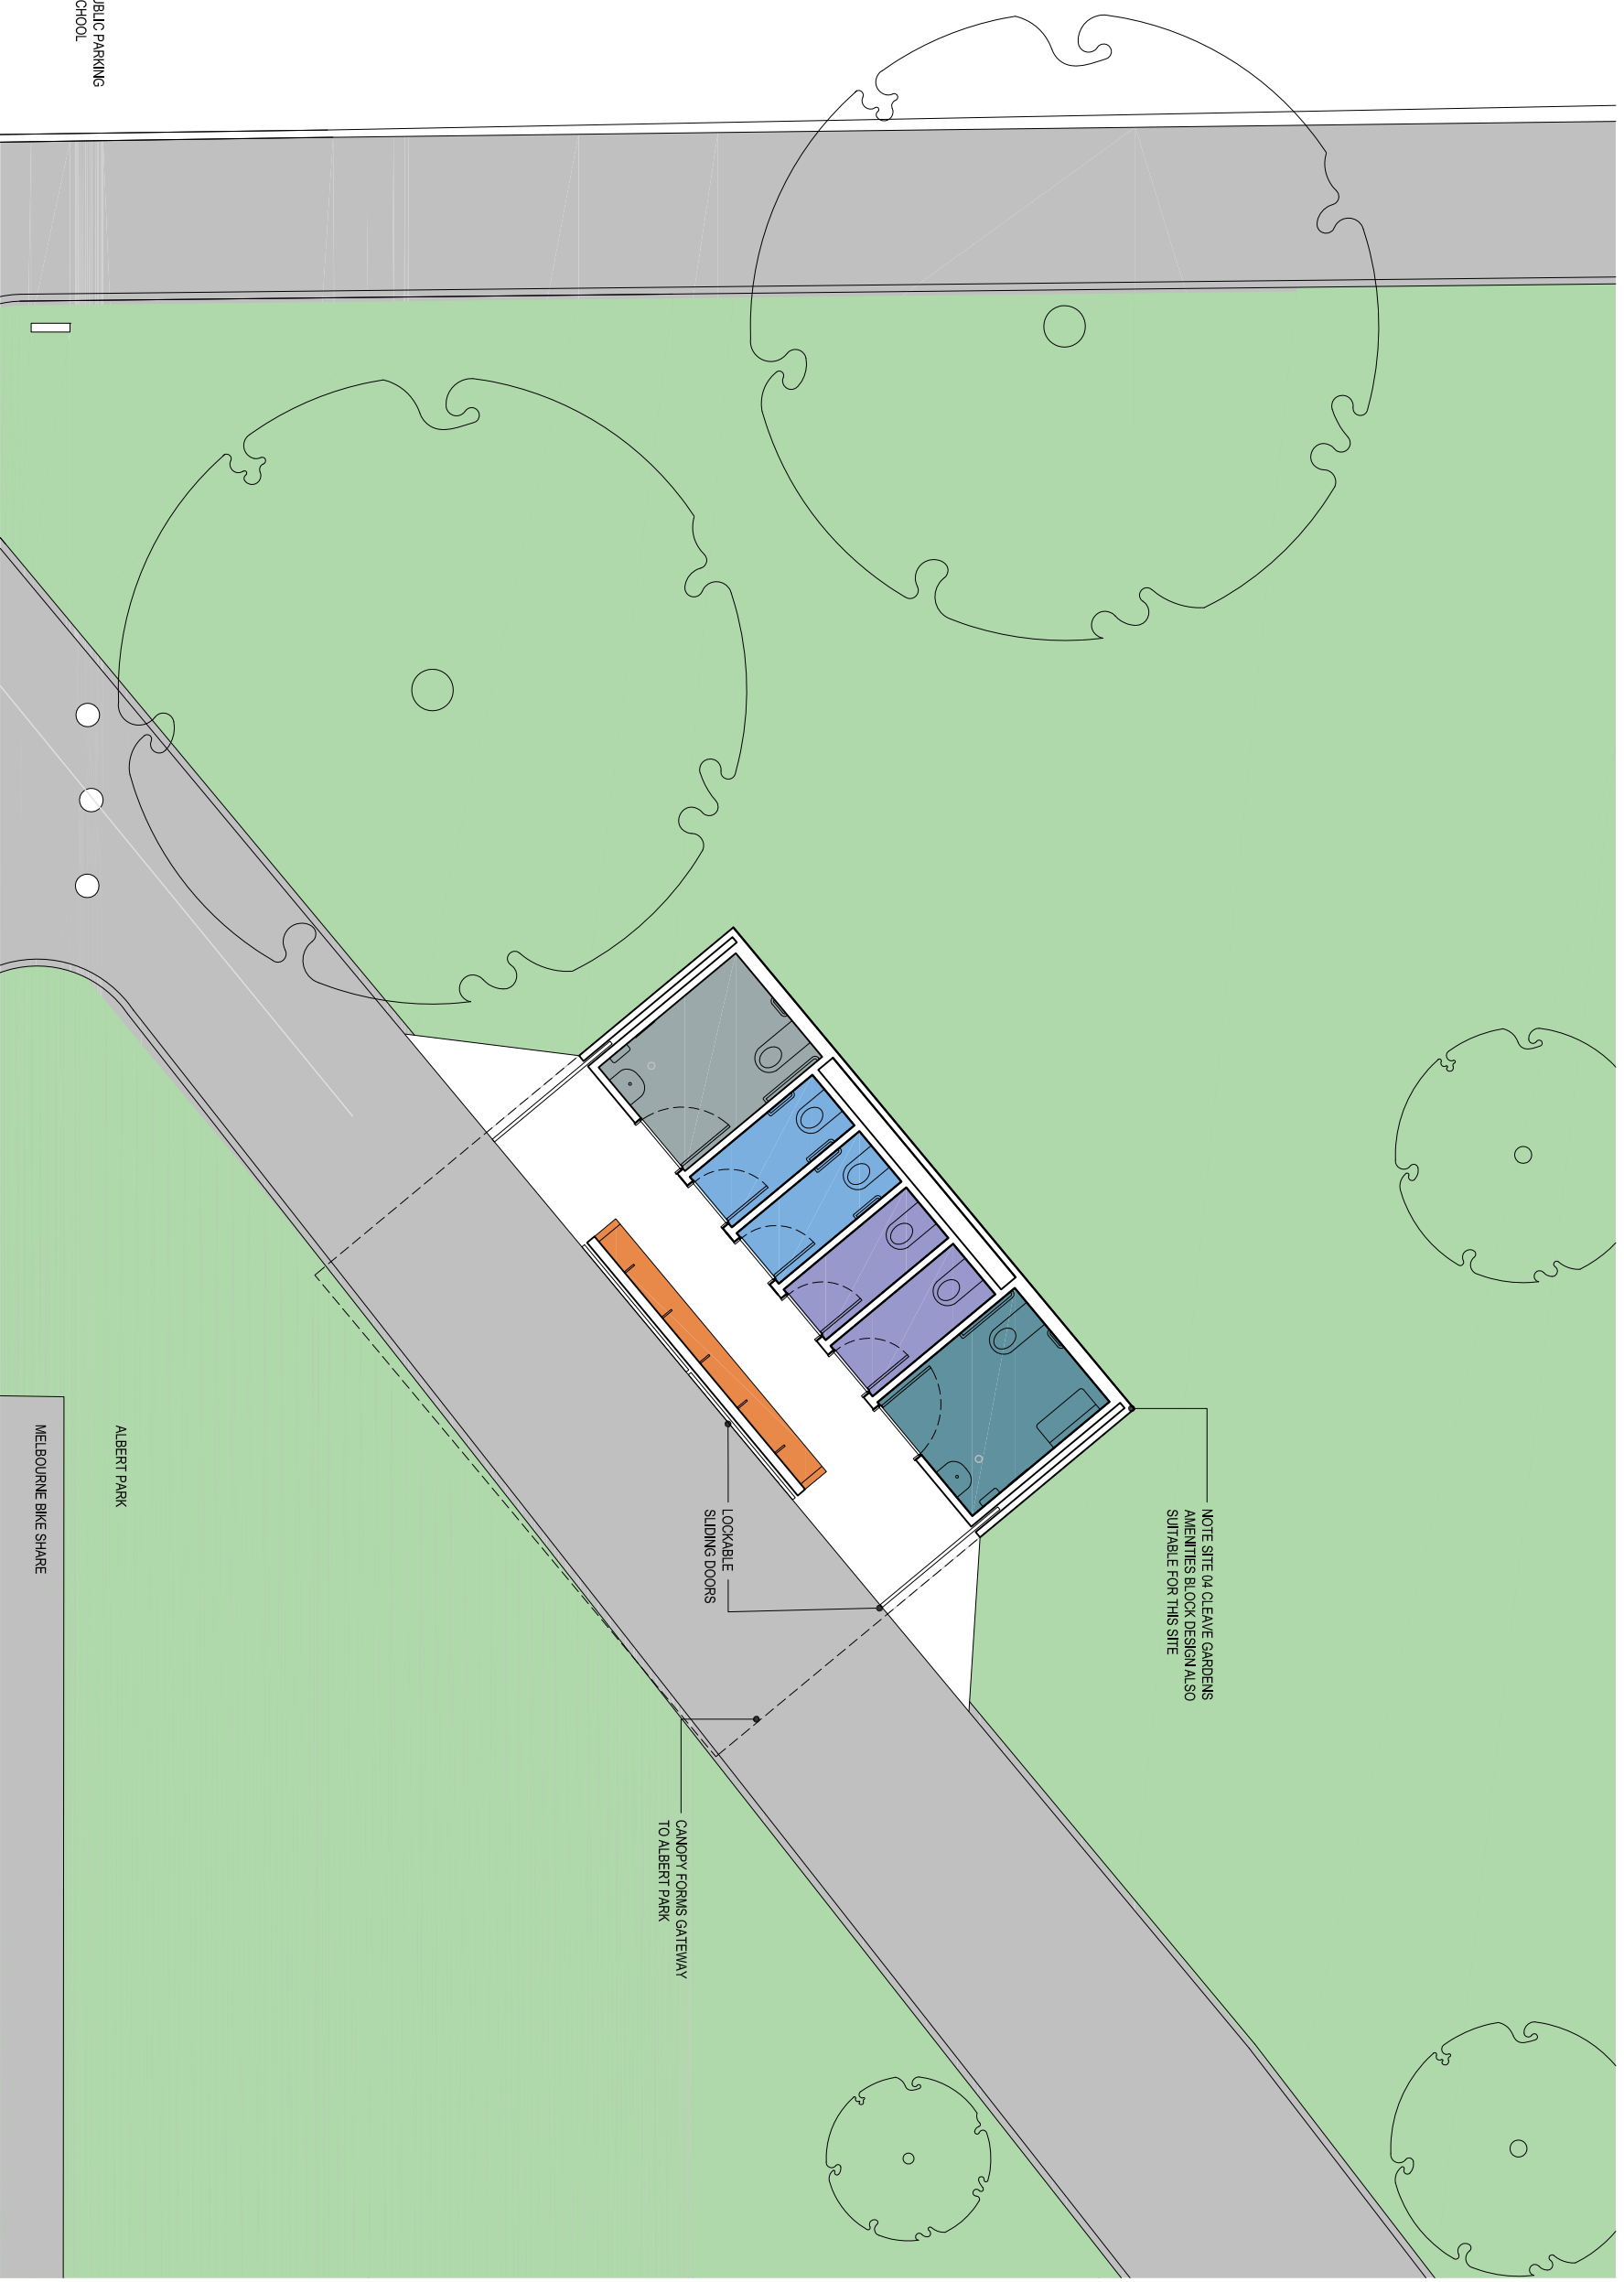 UBLIC PARKING
CHOOL
NOTE SITE 04 CLEAVE GARDENS
AMENITIES BLOCK DESIGN ALSO
SUITABLE FOR THIS SITE
LOCKABLE
SLIDING DOORS
CANOPY FORMS GATEWAY
TO ALBERT PARK
ALBERT PARK
MELBOURNE BIKE SHARE